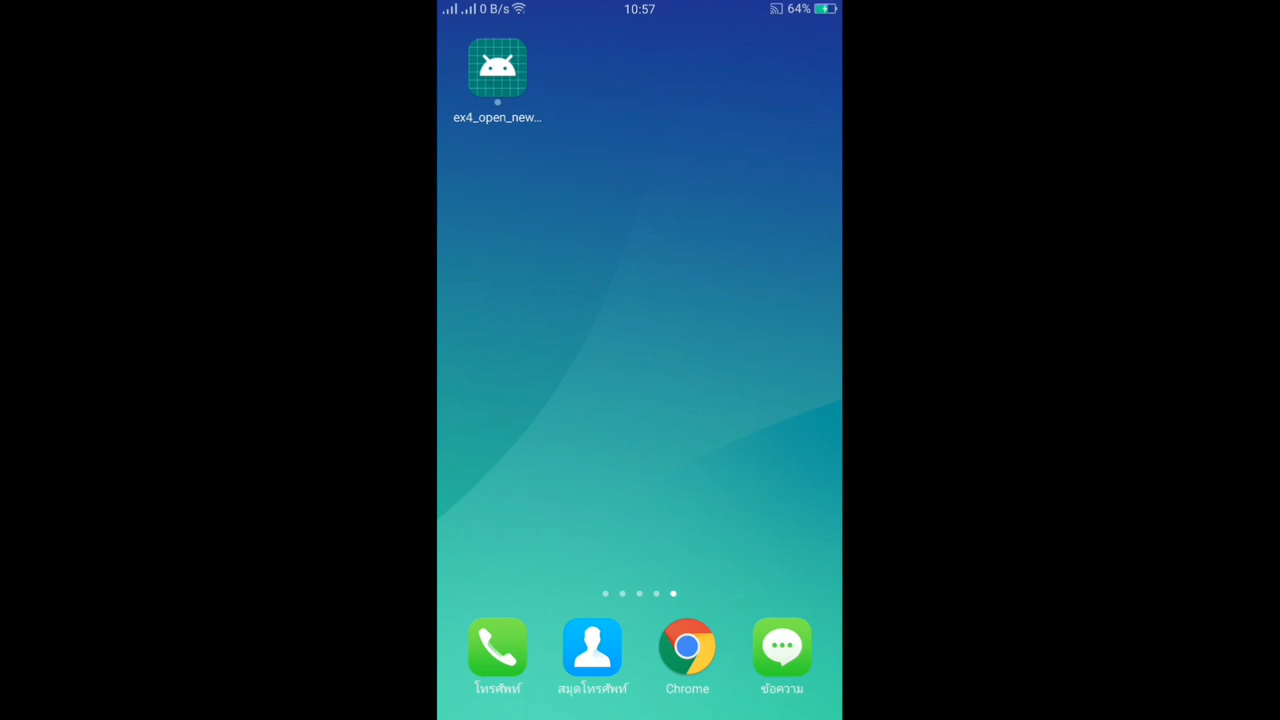 0 B/s
10:57
64%
ex4_open_new...
โทรศัพท์
สมุดโทรศัพท์
Chrome
ข้อความ